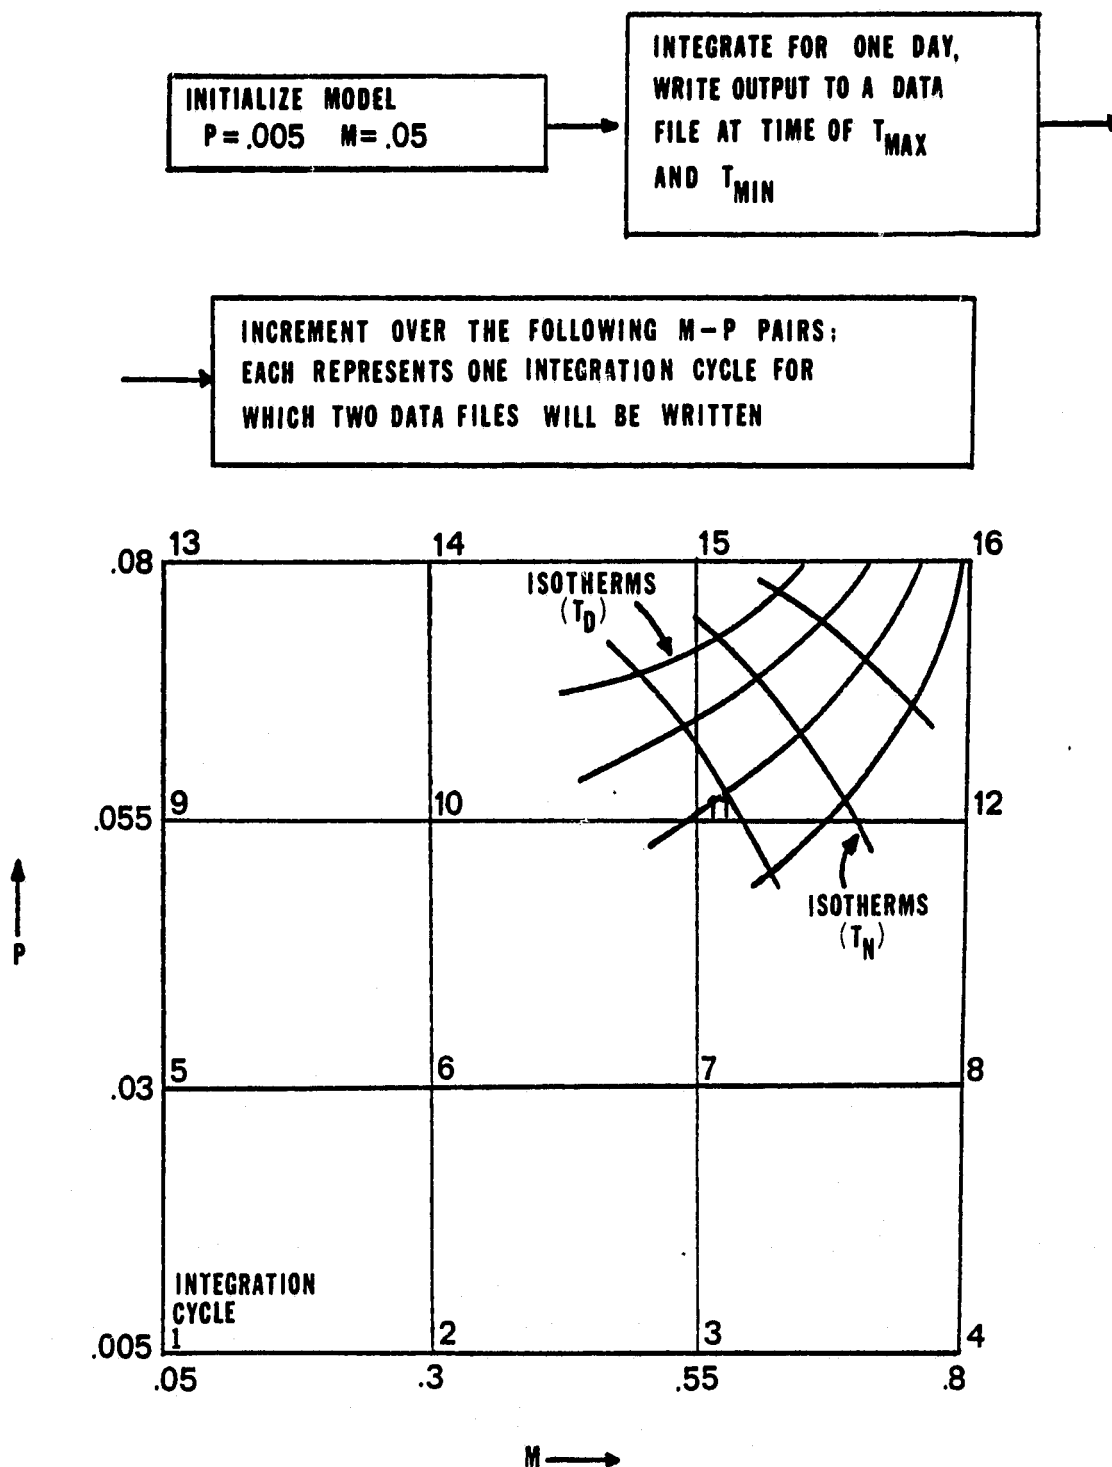 INITIALIZE MODEL
P=.005 M=.05
INTEGRATE FOR ONE DAY,
WRITE OUTPUT TO A DATA
FILE AT TIME OF TMAX
AND TMIN
INCREMENT OVER THE FOLLOWING M-P PAIRS;
EACH REPRESENTS ONE INTEGRATION CYCLE FOR
WHICH TWO DATA FILES WILL BE WRITTEN
13 14 15 16
.08
ISOTHERMS
(TD)
9 10 11 12
.055
ISOTHERMS
(TN)
P
5 6 7 8
.03
INTEGRATION
CYCLE
1 2 3 4
.005
.05 .3 .55 .8
M